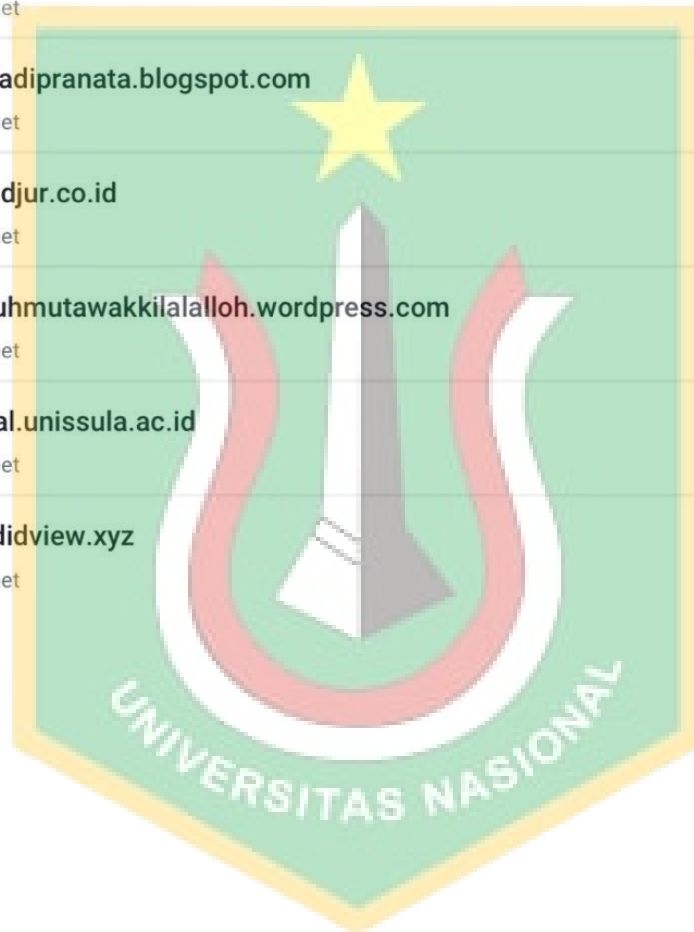 et
adipranata.blogspot.com
et
djur.co.id
et
uhmutawakkilalalloh.wordpress.com
et
al.unissula.ac.id
et
didview.xyz
et
UNIVERSITAS NASIONAL